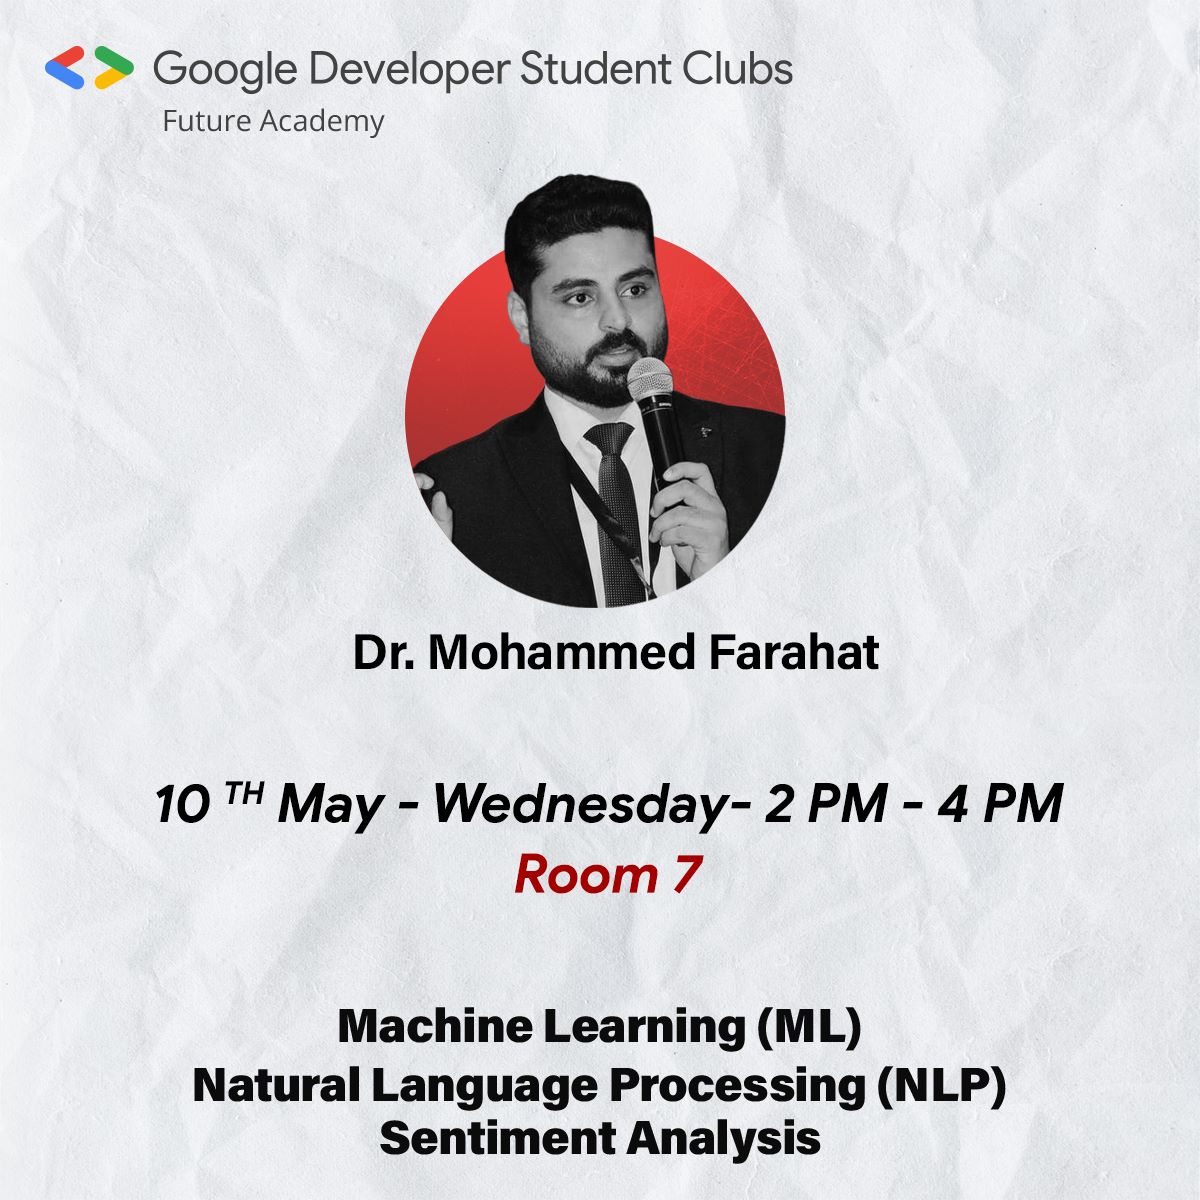 Google Developer Student Clubs
Future Academy
Dr. Mohammed Farahat
10 TH May - Wednesday- 2 PM - 4 PM
Room 7
Machine Learning (ML)
Natural Language Processing (NLP)
Sentiment Analysis